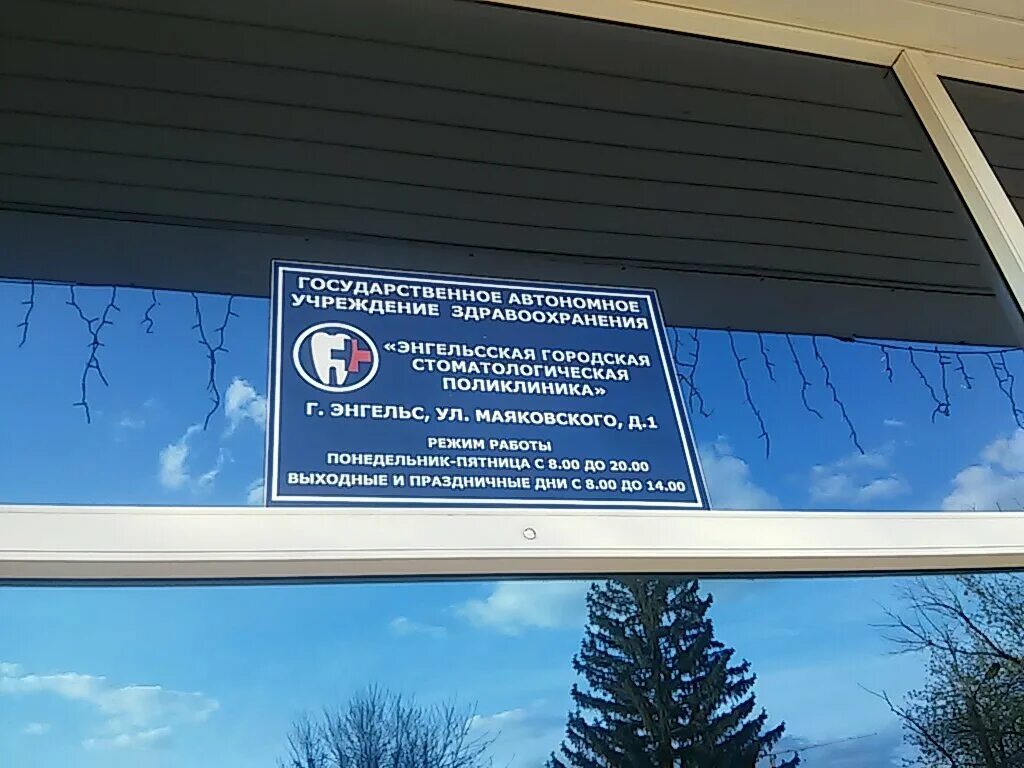 ГОСУДАРСТВЕННОЕ АВТОНОМНОЕ
УЧРЕЖДЕНИЕ ЗДРАВООХРАНЕНИЯ
«ЭНГЕЛЬССКАЯ ГОРОДСКАЯ
СТОМАТОЛОГИЧЕСКАЯ
ПОЛИКЛИНИКА»
Г. ЭНГЕЛЬС, УЛ. МАЯКОВСКОГО, Д.1
РЕЖИМ РАБОТЫ
ПОНЕДЕЛЬНИК-ПЯТНИЦА С 8.00 ДО 20.00
ВЫХОДНЫЕ И ПРАЗДНИЧНЫЕ ДНИ С 8.00 ДО 14.00